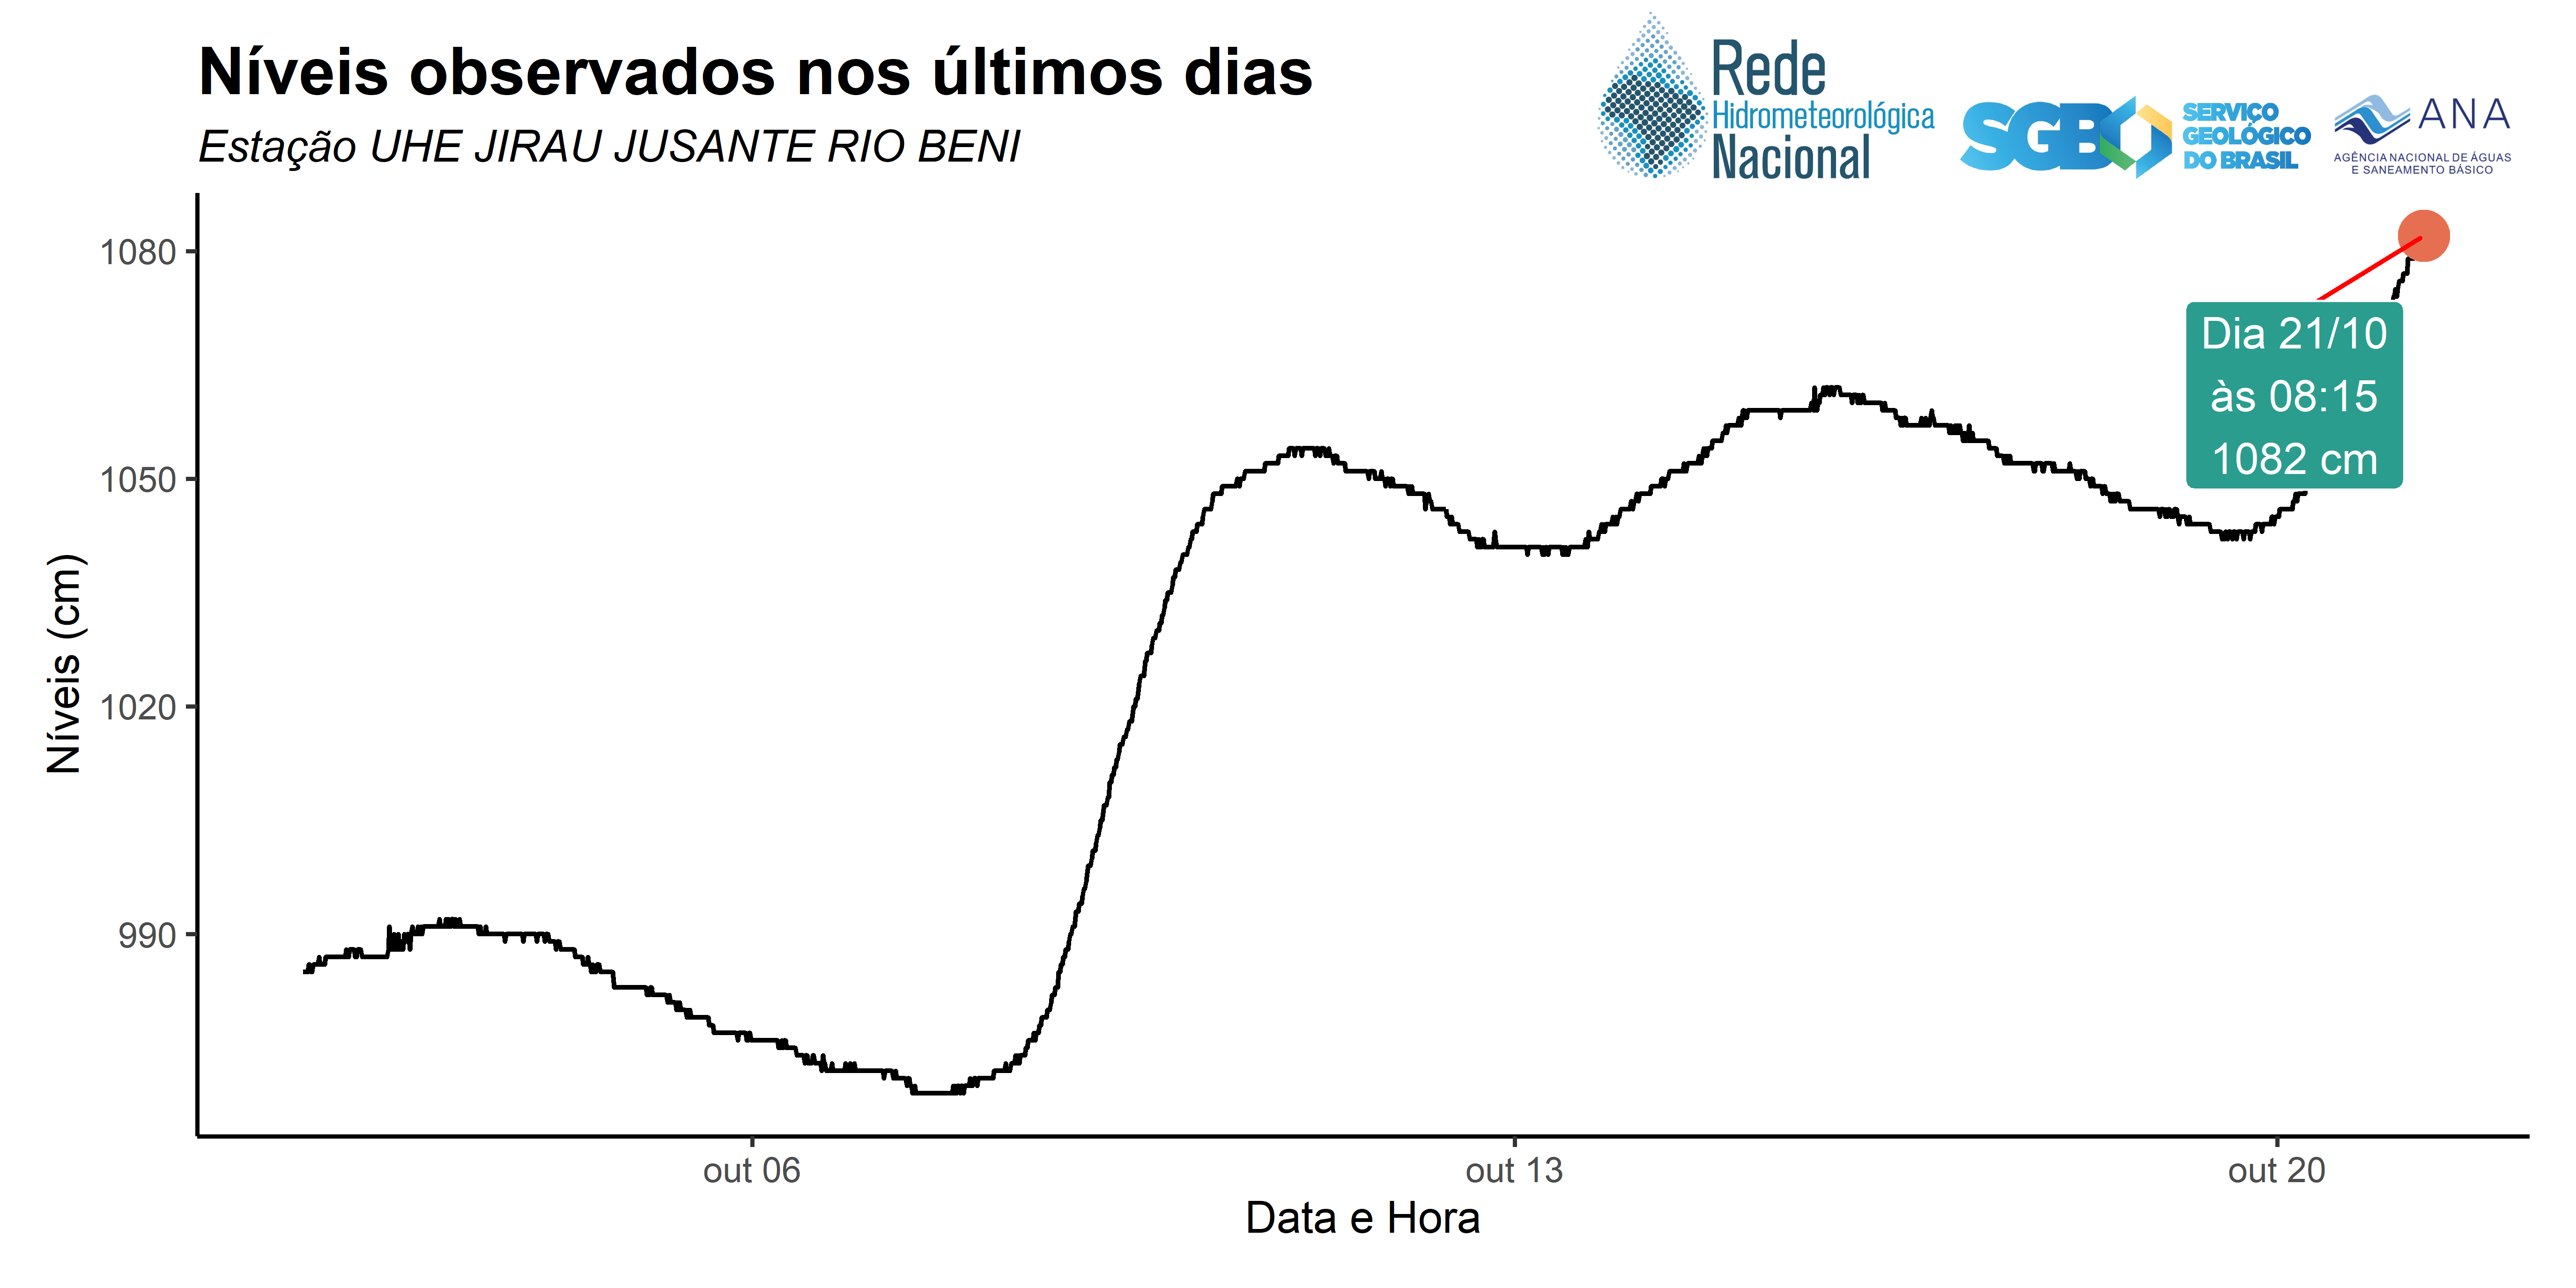 Níveis observados nos últimos dias
Estação UHE JIRAU JUSANTE RIO BENI
Rede
Hidrometeorológica
Nacional
SGB
SERVIÇO
GEOLÓGICO
DO BRASIL
ANA
AGÊNCIA NACIONAL DE ÁGUAS
E SANEAMENTO BÁSICO
1080
1050
1020
990
Níveis (cm)
Dia 21/10
às 08:15
1082 cm
out 06
out 13
out 20
Data e Hora